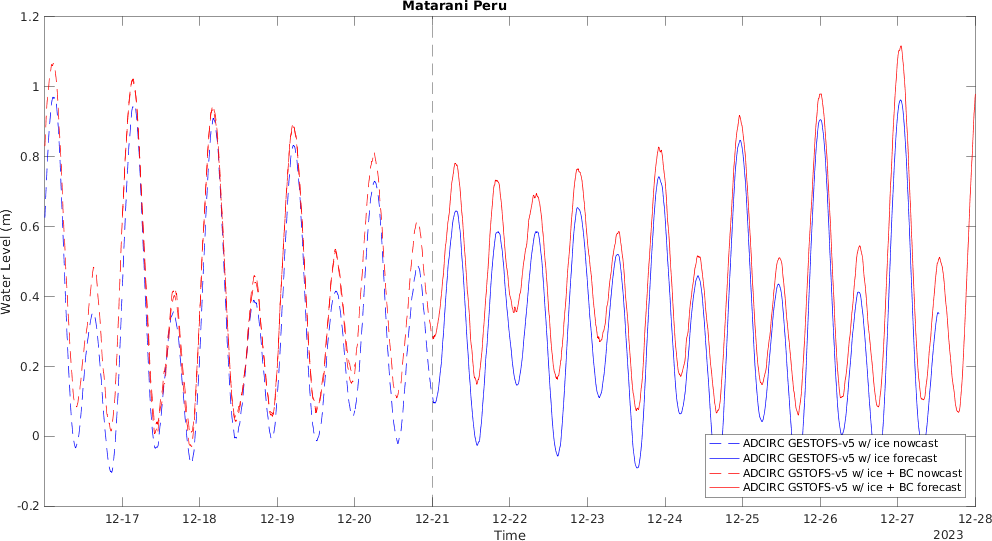 Matarani Peru
1.2
1
0.8
0.6
0.4
0.2
0
-0.2
Water Level (m)
12-17 12-18 12-19 12-20 12-21 12-22 12-23 12-24 12-25 12-26 12-27 12-28
Time
2023
ADCIRC GESTOFS-v5 w/ ice nowcast
ADCIRC GESTOFS-v5 w/ ice forecast
ADCIRC GSTOFS-v5 w/ ice + BC nowcast
ADCIRC GSTOFS-v5 w/ ice + BC forecast